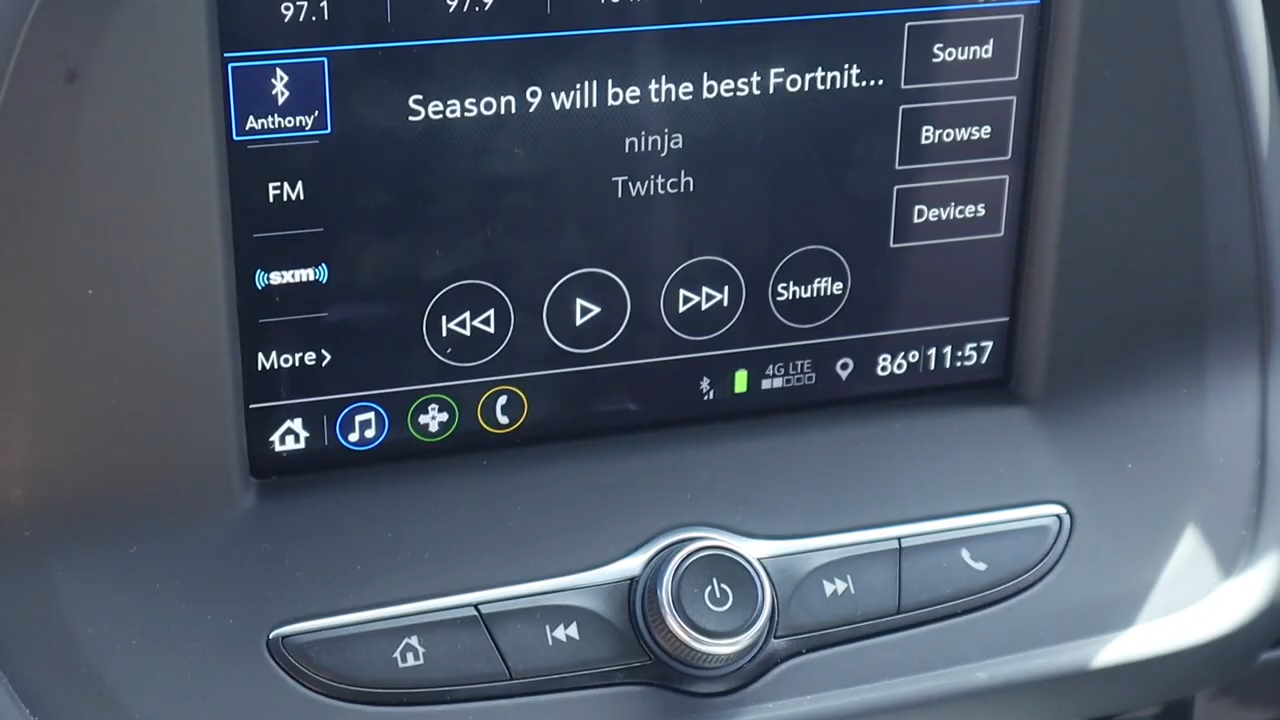 97.1
97.9
Sound
Anthony'
Season 9 will be the best Fortnit...
Browse
ninja
FM
Twitch
Devices
sxm
Shuffle
More
4G LTE
86° 11:57